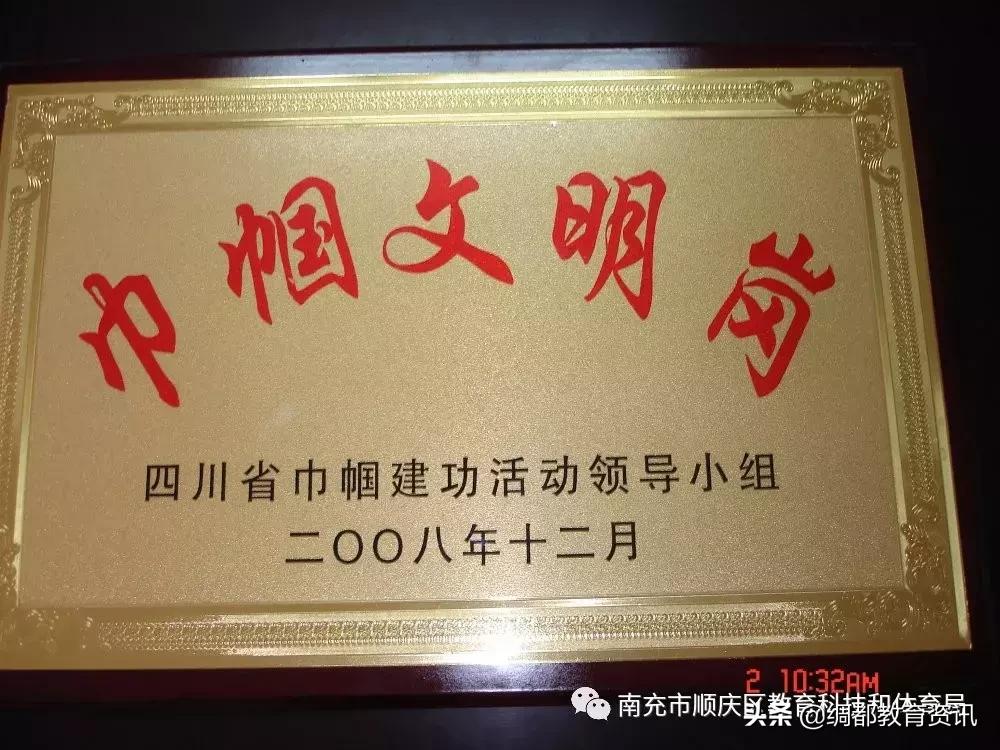 巾帼文明岗
四川省巾帼建功活动领导小组
二〇〇八年十二月
2 10:32AM
南充市顺庆区教育科技和体育局
头条@绸都教育资讯